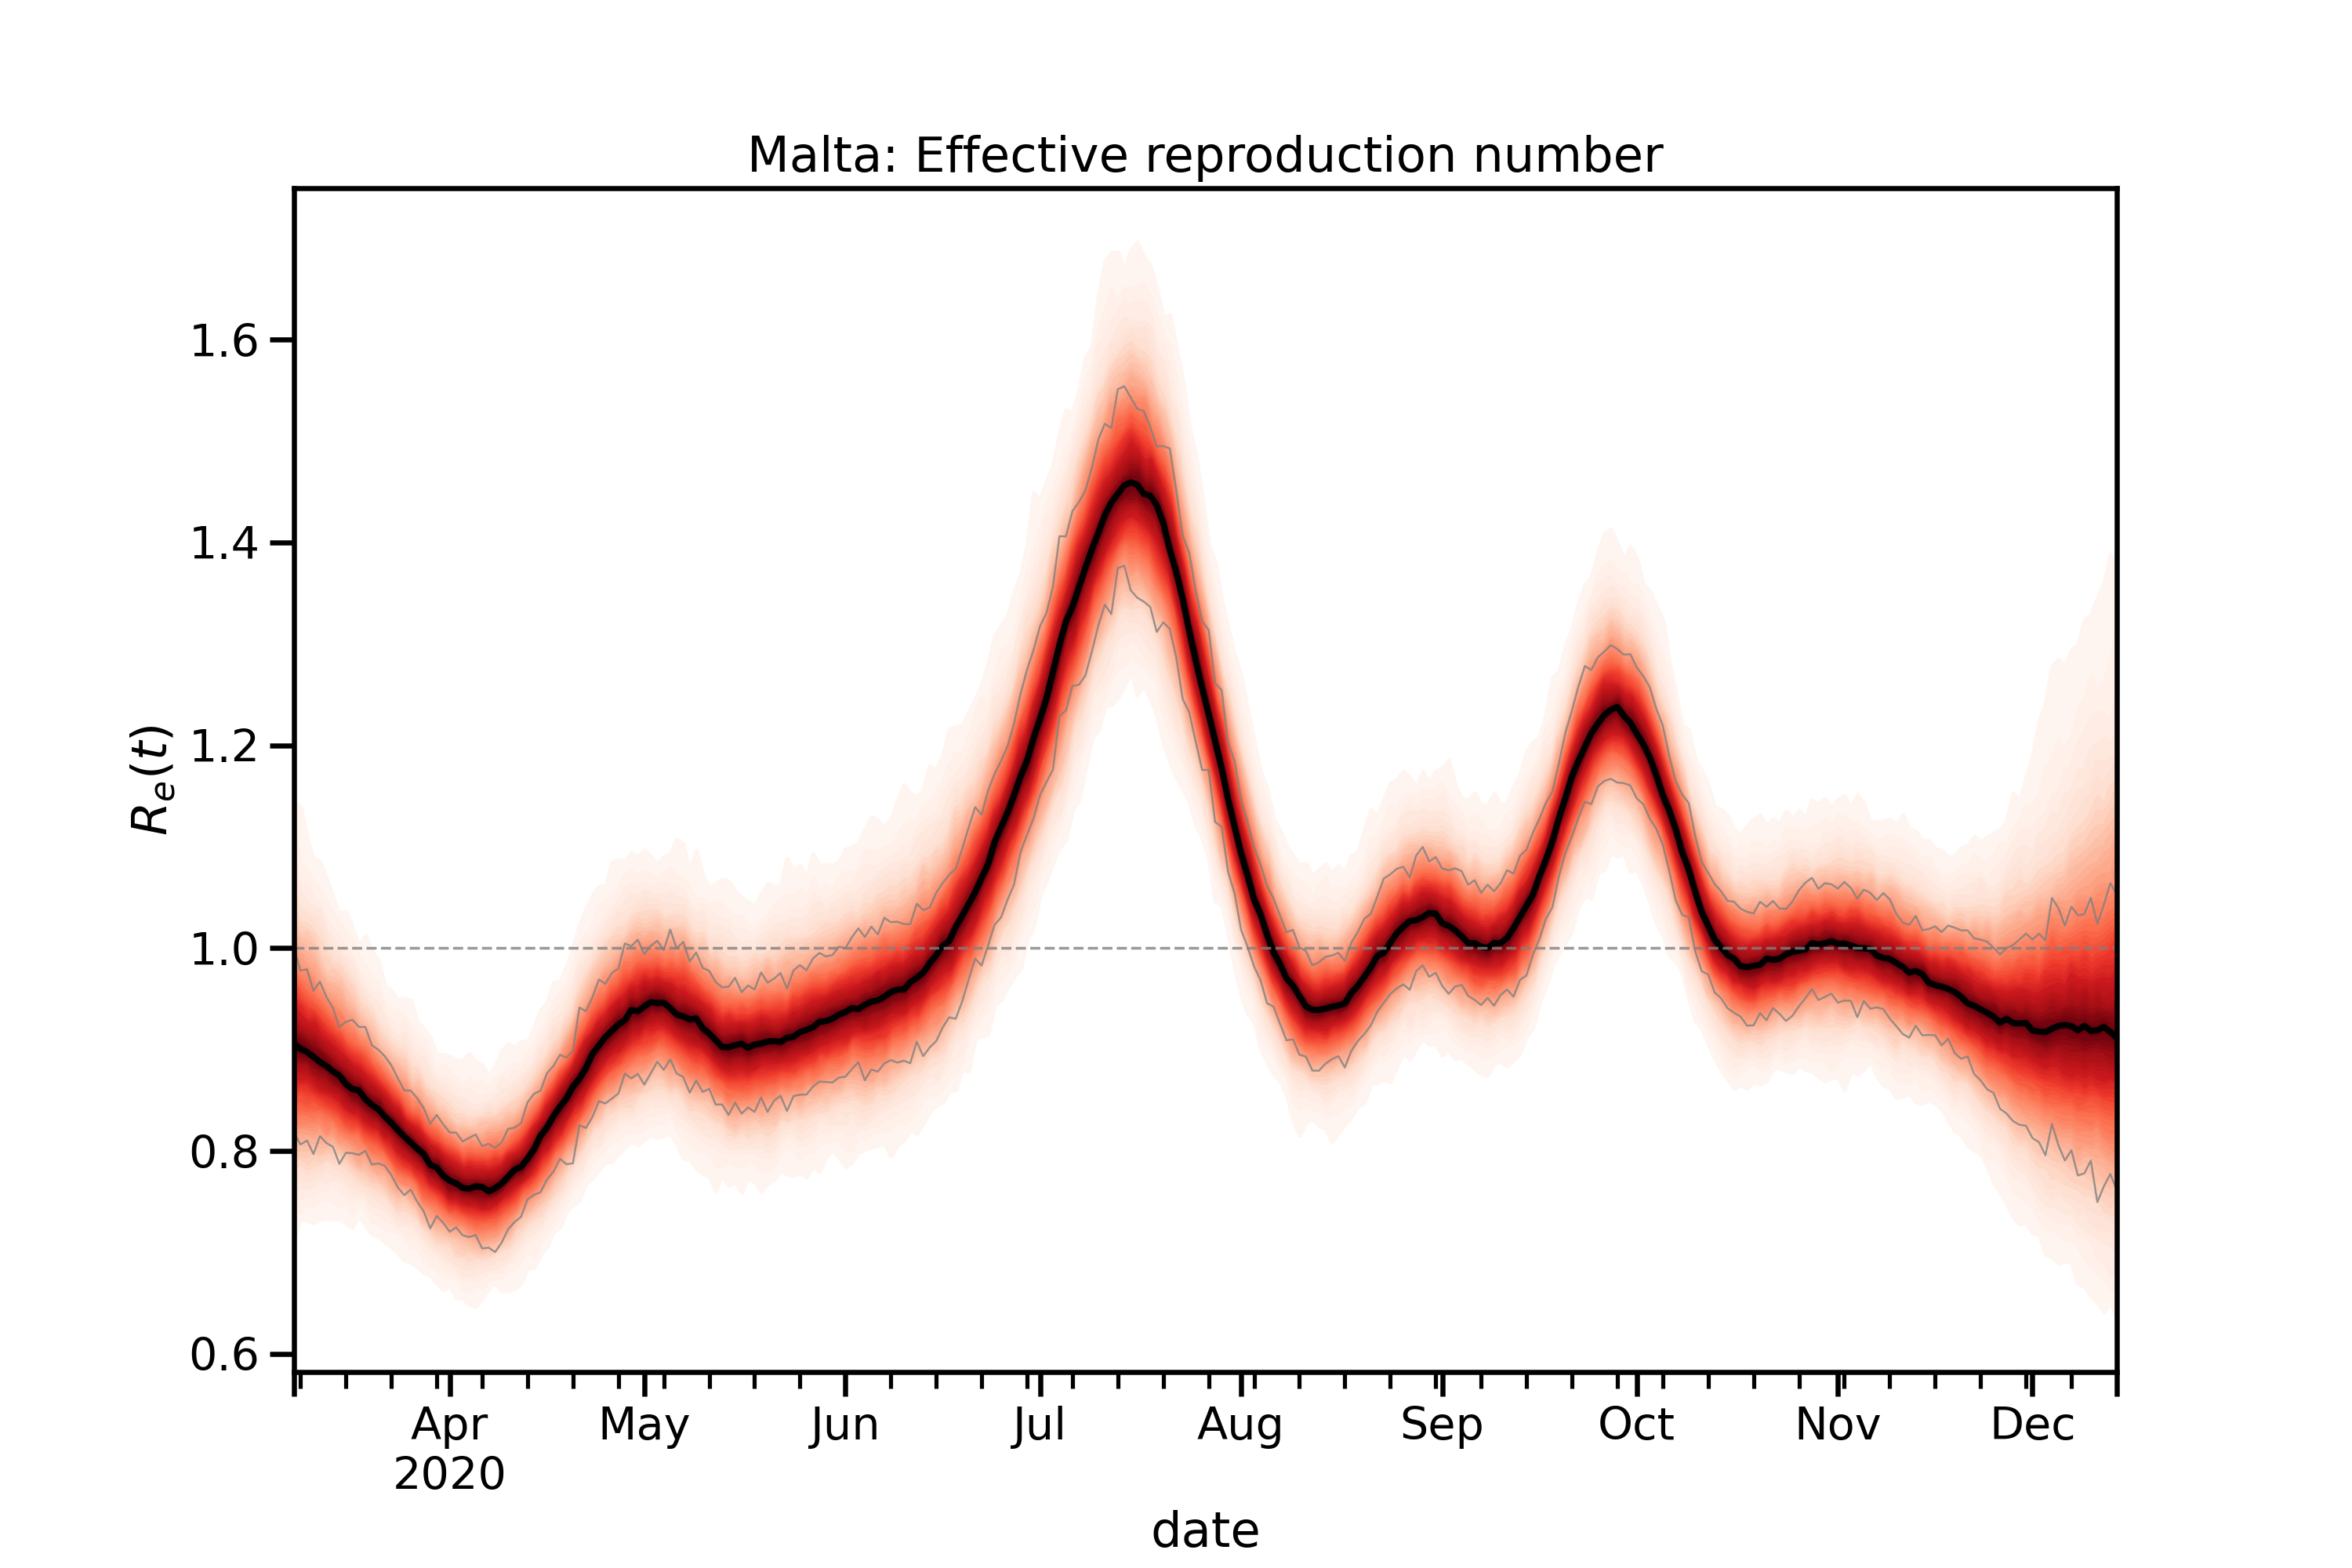 Malta: Effective reproduction number
1.6
1.4
1.2
1.0
0.8
0.6
Re(t)
Apr May Jun Jul Aug Sep Oct Nov Dec
2020
date